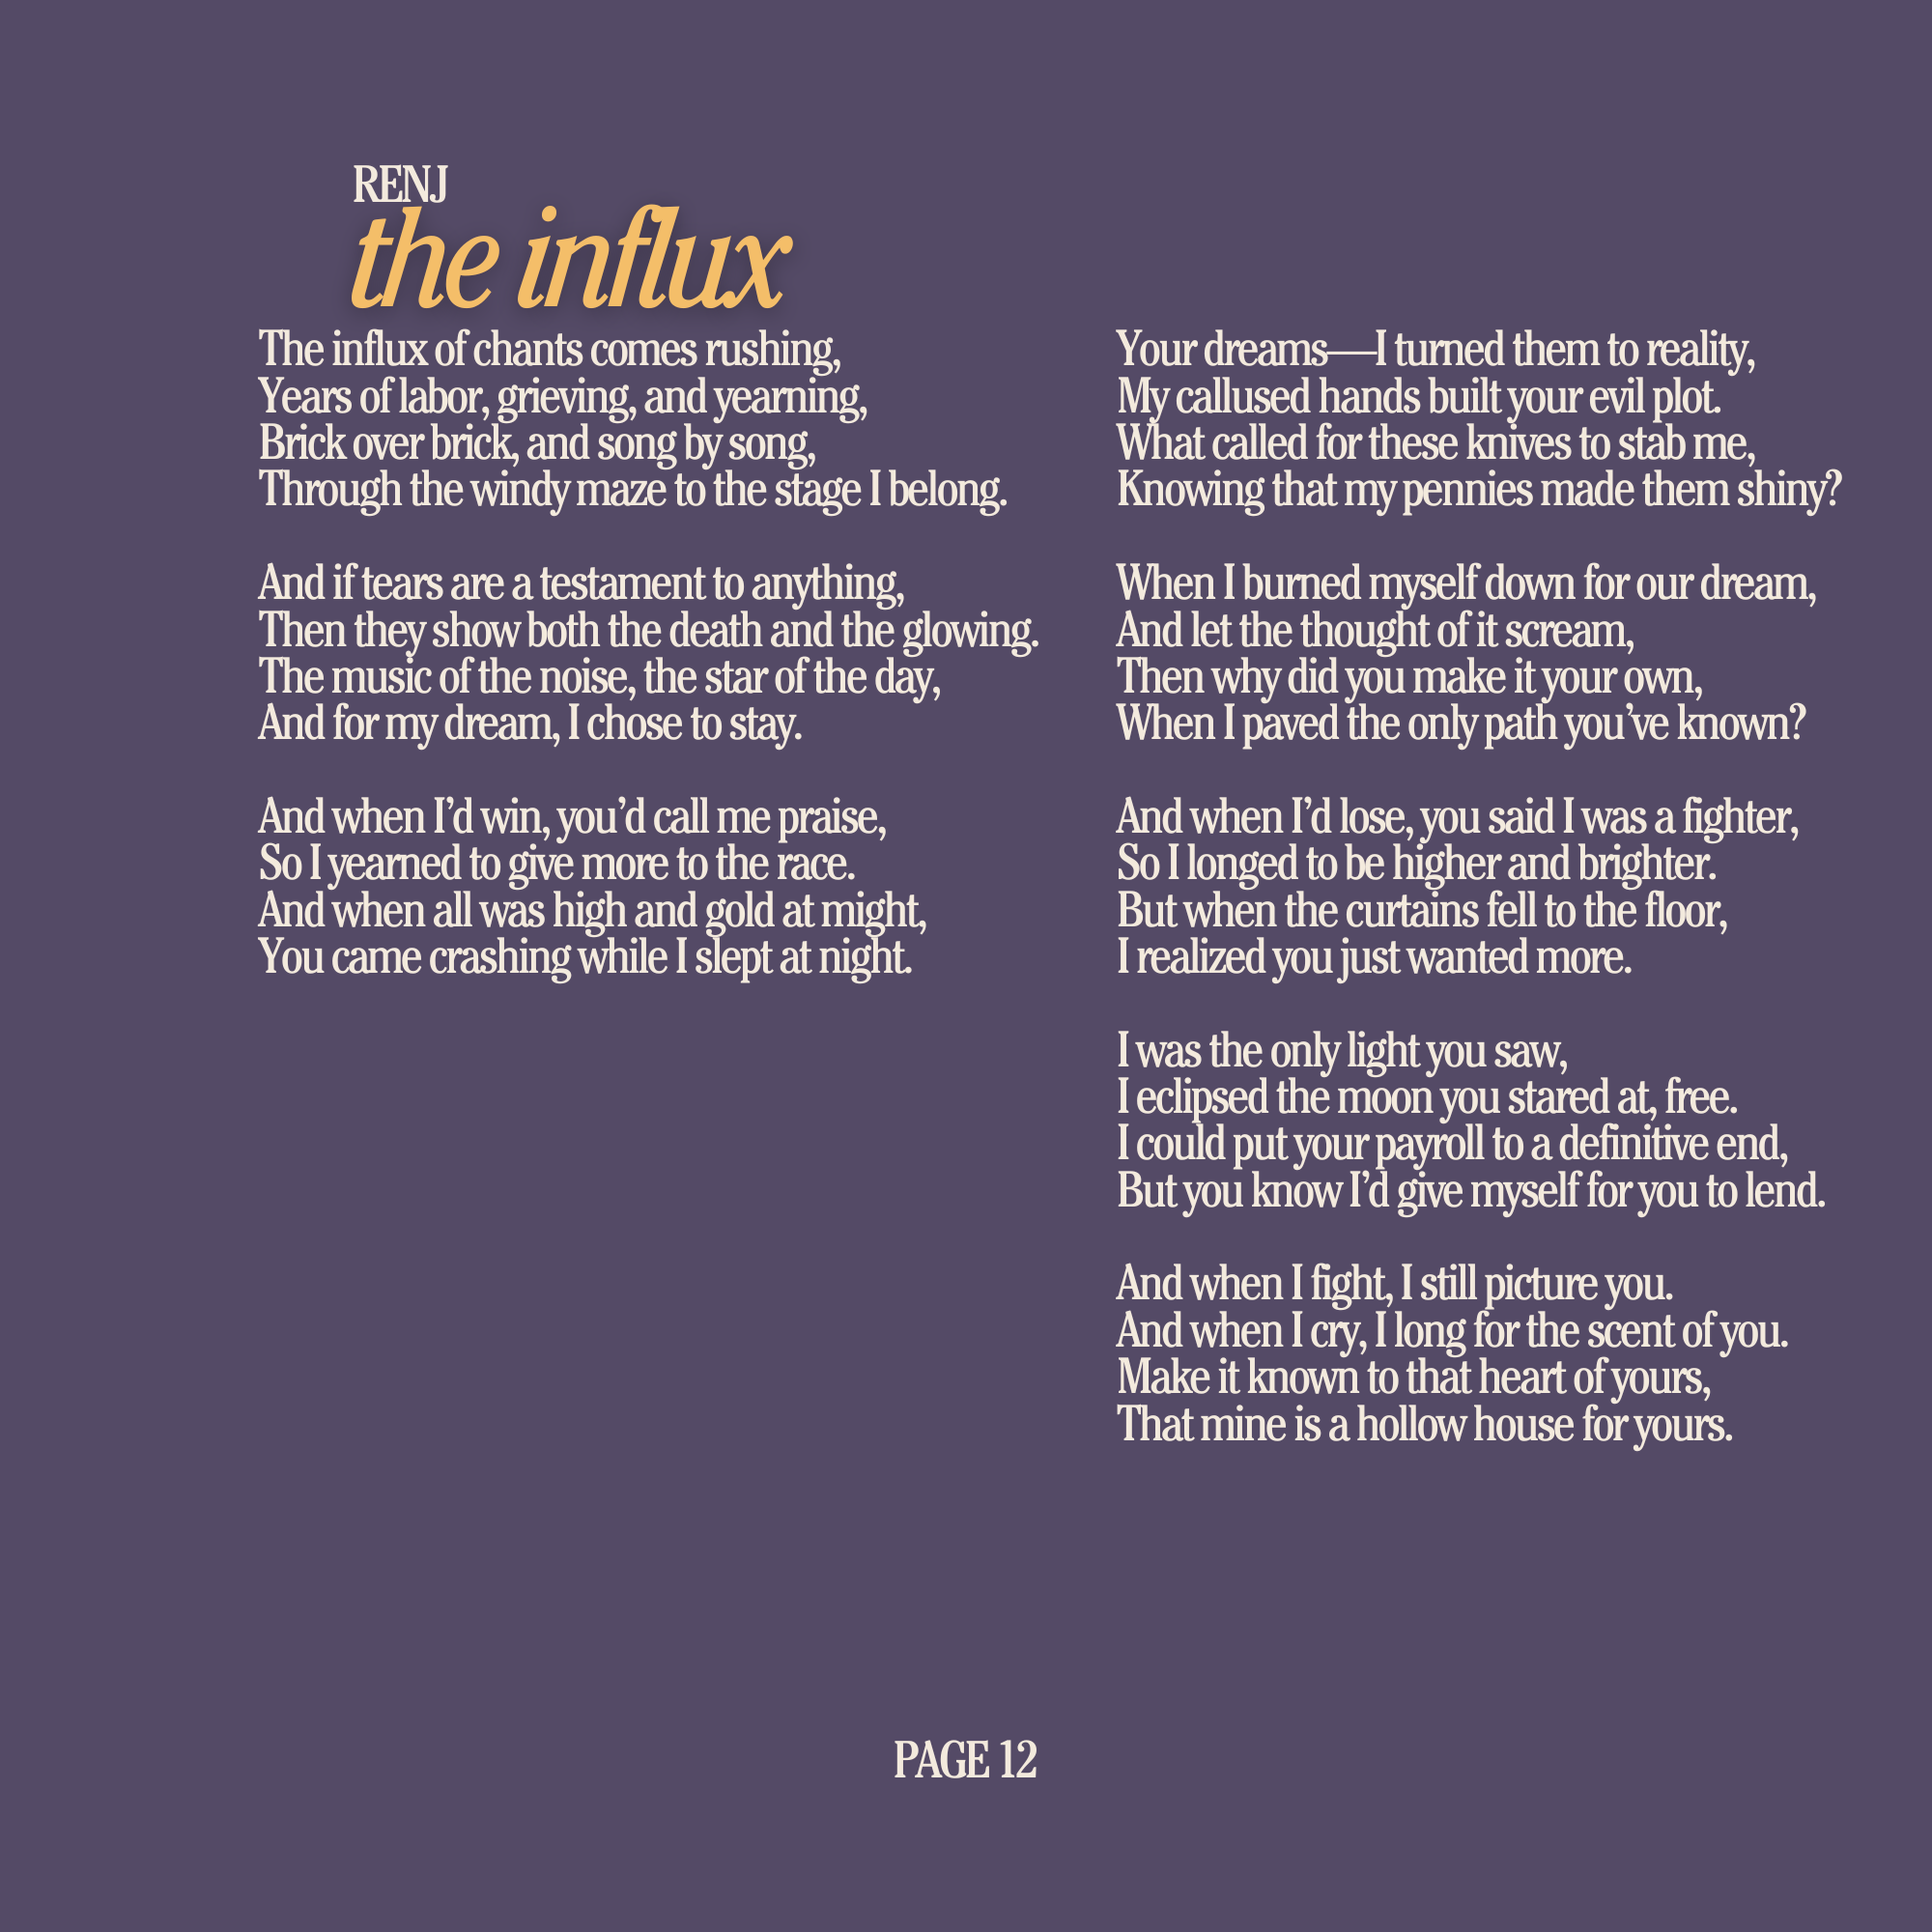 RENJ
the influx
The influx of chants comes rushing,
Years of labor, grieving, and yearning,
Brick over brick, and song by song,
Through the windy maze to the stage I belong.
And if tears are a testament to anything,
Then they show both the death and the glowing.
The music of the noise, the star of the day,
And for my dream, I chose to stay.
And when I’d win, you’d call me praise,
So I yearned to give more to the race.
And when all was high and gold at might,
You came crashing while I slept at night.
Your dreams—I turned them to reality,
My callused hands built your evil plot.
What called for these knives to stab me,
Knowing that my pennies made them shiny?
When I burned myself down for our dream,
And let the thought of it scream,
Then why did you make it your own,
When I paved the only path you’ve known?
And when I’d lose, you said I was a fighter,
So I longed to be higher and brighter.
But when the curtains fell to the floor,
I realized you just wanted more.
I was the only light you saw,
I eclipsed the moon you stared at, free.
I could put your payroll to a definitive end,
But you know I’d give myself for you to lend.
And when I fight, I still picture you.
And when I cry, I long for the scent of you.
Make it known to that heart of yours,
That mine is a hollow house for yours.
PAGE 12